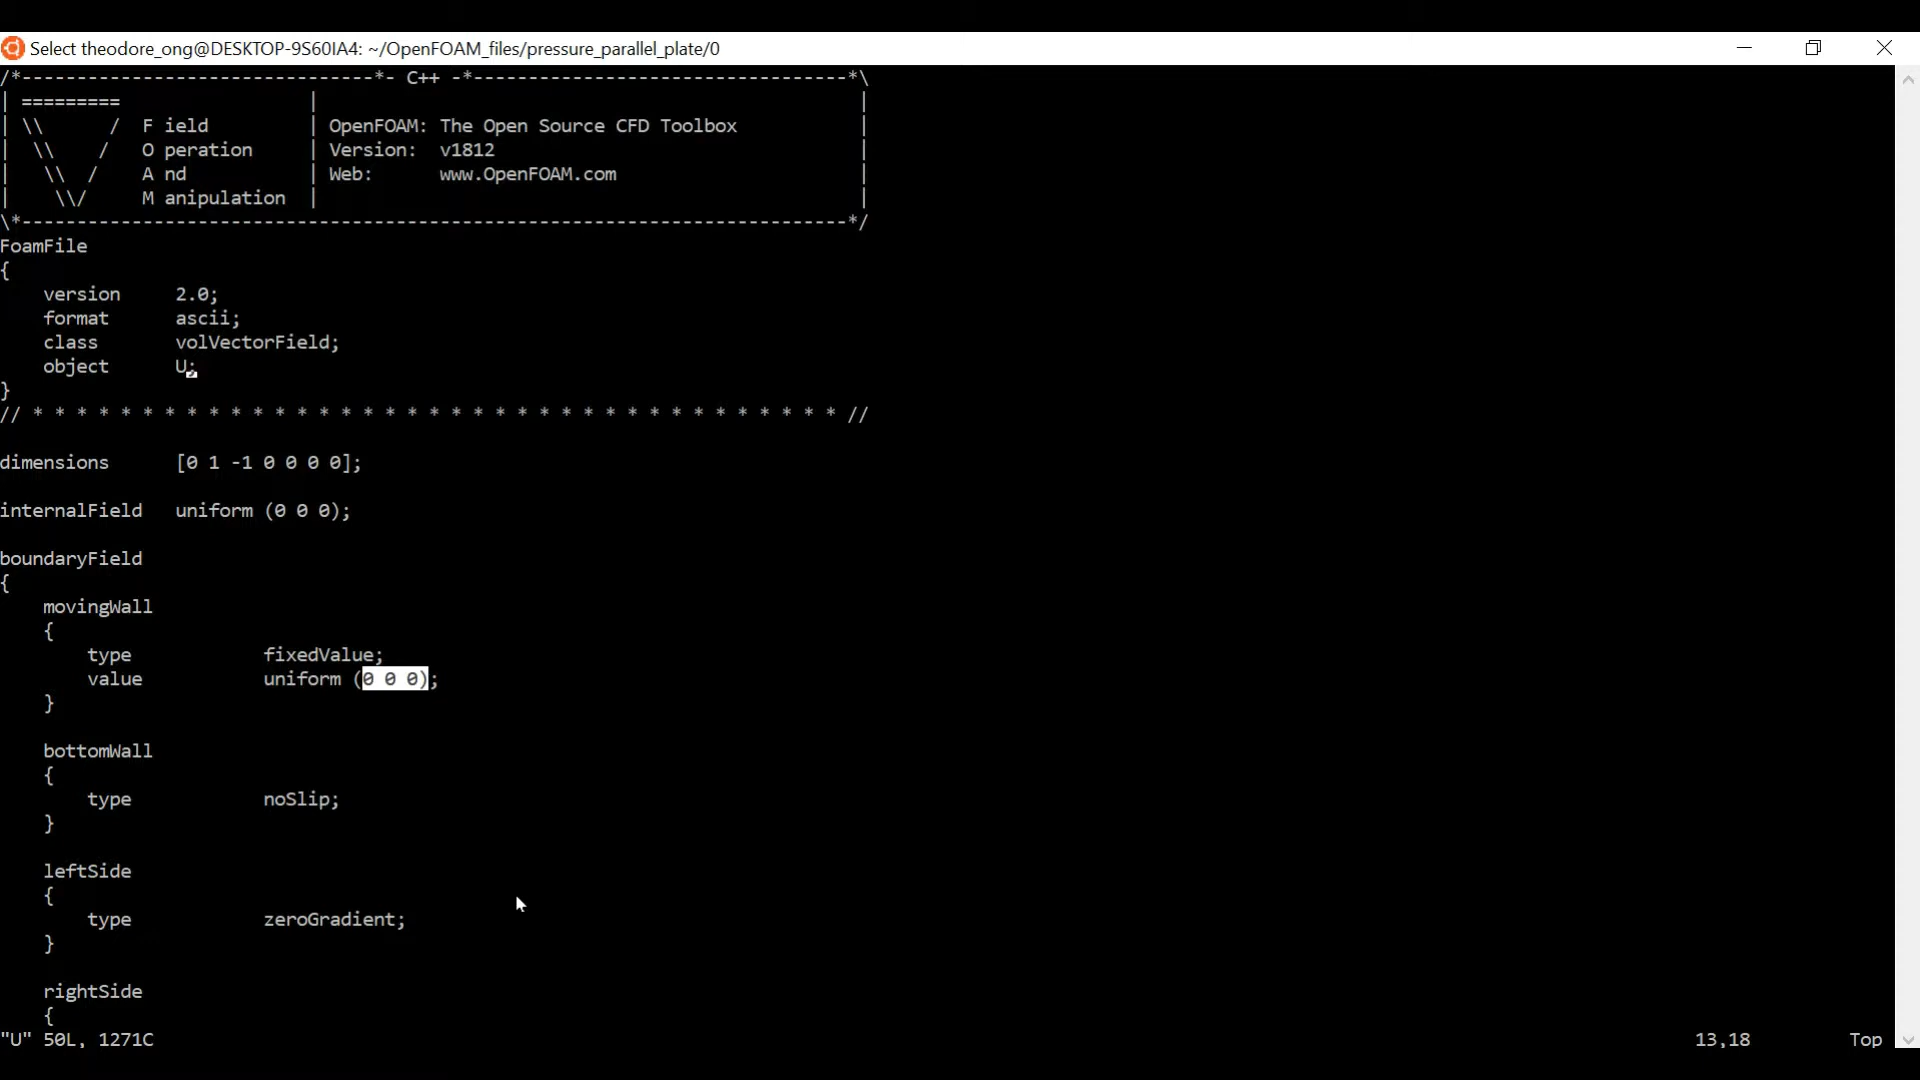 Select theodore_ong@DESKTOP-9S60IA4: ~/OpenFOAM_files/pressure_parallel_plate/0
/*--------------------------------*- C++ -*----------------------------------*\
| =========                 |                                                 |
| \\      /  F ield         | OpenFOAM: The Open Source CFD Toolbox           |
|  \\    /   O peration     | Version:  v1812                                 |
|   \\  /    A nd           | Web:      www.OpenFOAM.com                      |
|    \\/     M anipulation  |                                                 |
\*---------------------------------------------------------------------------*/
FoamFile
{
    version     2.0;
    format      ascii;
    class       volVectorField;
    object      U;
}
// * * * * * * * * * * * * * * * * * * * * * * * * * * * * * * * * * * * * * //
dimensions      [0 1 -1 0 0 0 0];
internalField   uniform (0 0 0);
boundaryField
{
    movingWall
    {
        type            fixedValue;
        value           uniform (0 0 0);
    }
    bottomWall
    {
        type            noSlip;
    }
    leftSide
    {
        type            zeroGradient;
    }
    rightSide
    {
"U" 50L, 1271C    13,18    Top